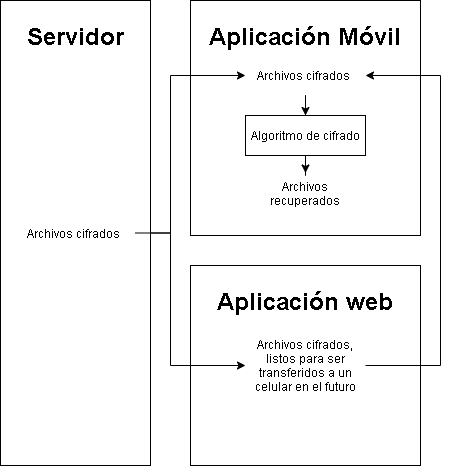 Servidor
Archivos cifrados
Aplicación Móvil
Archivos cifrados
Algoritmo de cifrado
Archivos
recuperados
Aplicación web
Archivos cifrados,
listos para ser
transferidos a un
celular en el futuro